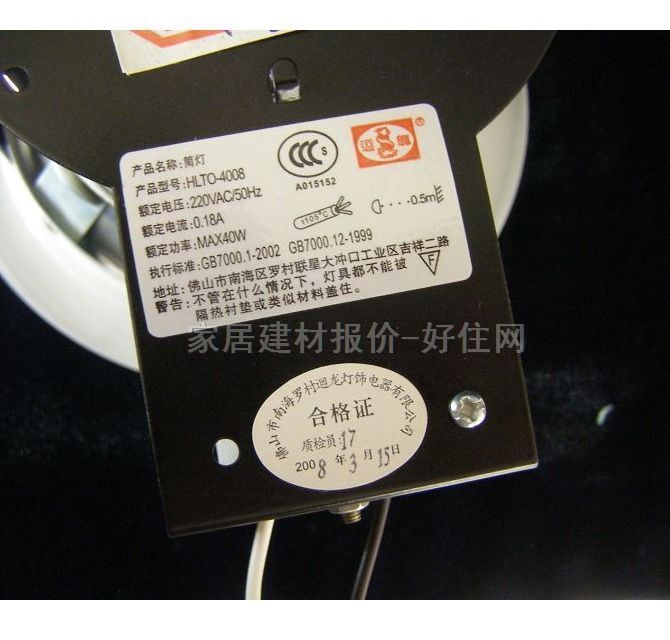 产品名称:筒灯
产品型号:HLTO-4008
额定电压:220VAC/50Hz
额定电流:0.18A
额定功率:MAX40W
执行标准:GB7000.1-2002 GB7000.12-1999
地址:佛山市南海区罗村联星大冲口工业区吉祥二路
警告:不管在什么情况下,灯具都不能被
隔热衬垫或类似材料盖住。
CCC S
A015152
迴龍
®
t105°C
0.5m
F
家居建材报价-好住网
佛山市南海罗村迴龙灯饰电器有限公司
合格证
质检员:17
2008年3月15日